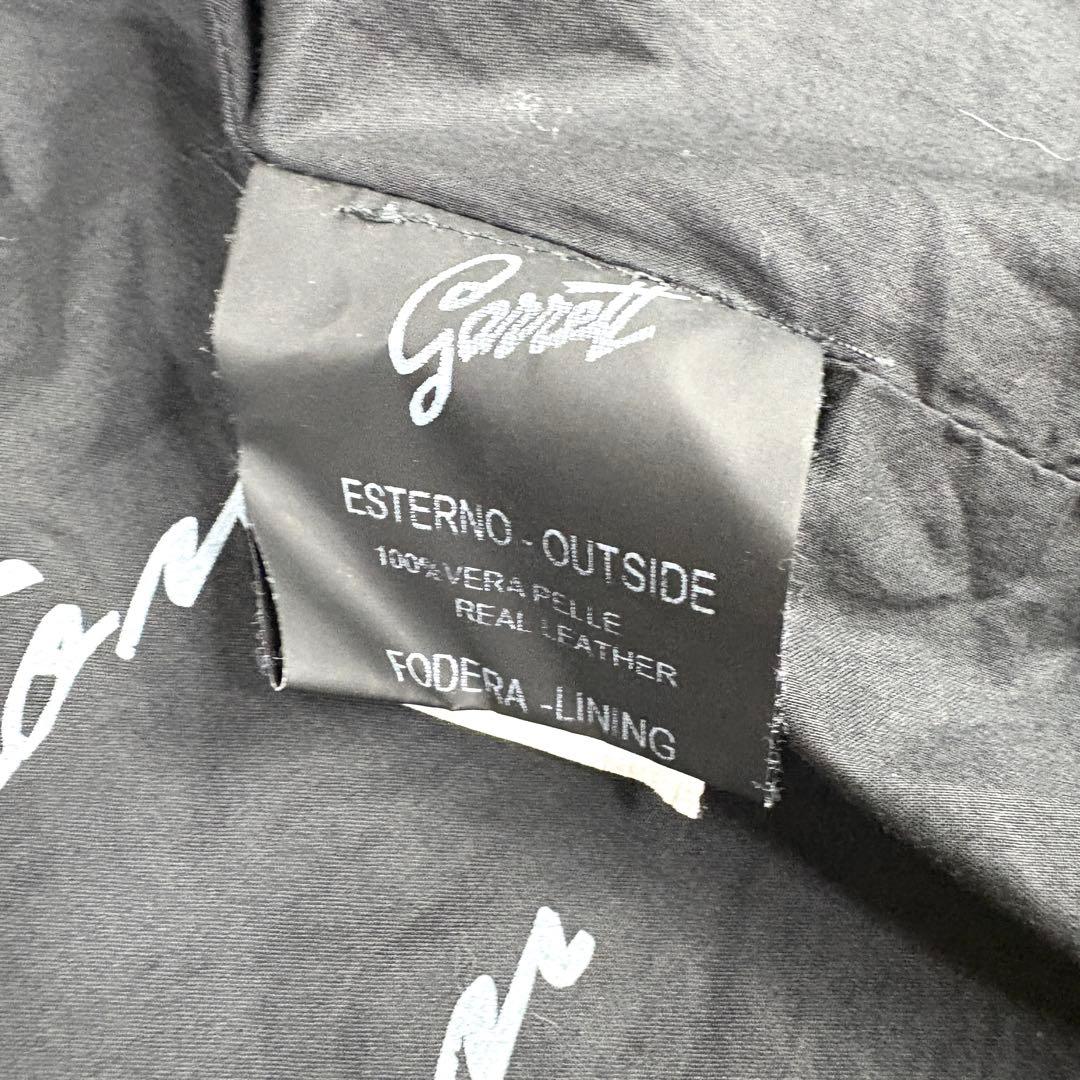 Garrett
ESTERNO - OUTSIDE
100% VERA PELLE
REAL LEATHER
FODERA - LINING